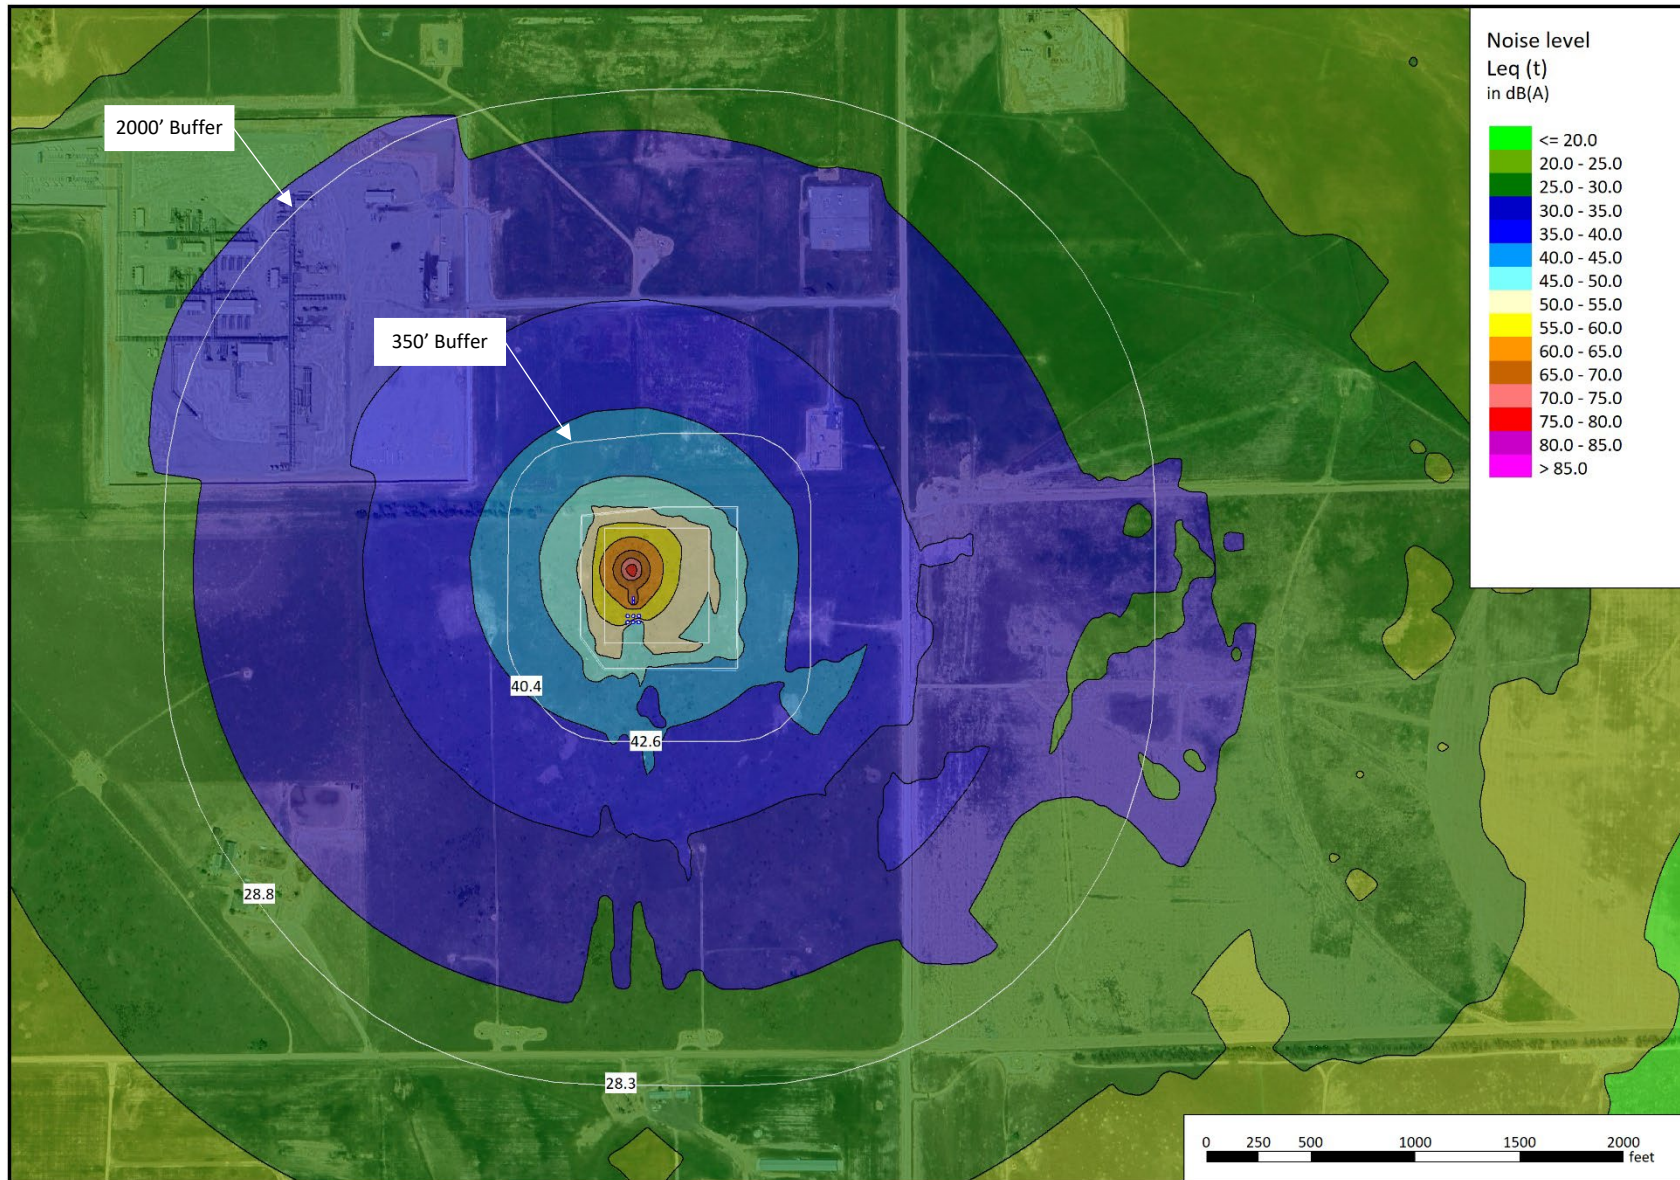 Noise level
Leq (t)
in dB(A)
<= 20.0
20.0 - 25.0
25.0 - 30.0
30.0 - 35.0
35.0 - 40.0
40.0 - 45.0
45.0 - 50.0
50.0 - 55.0
55.0 - 60.0
60.0 - 65.0
65.0 - 70.0
70.0 - 75.0
75.0 - 80.0
80.0 - 85.0
> 85.0
2000’ Buffer
350’ Buffer
40.4
42.6
28.8
28.3
0 250 500 1000 1500 2000
feet